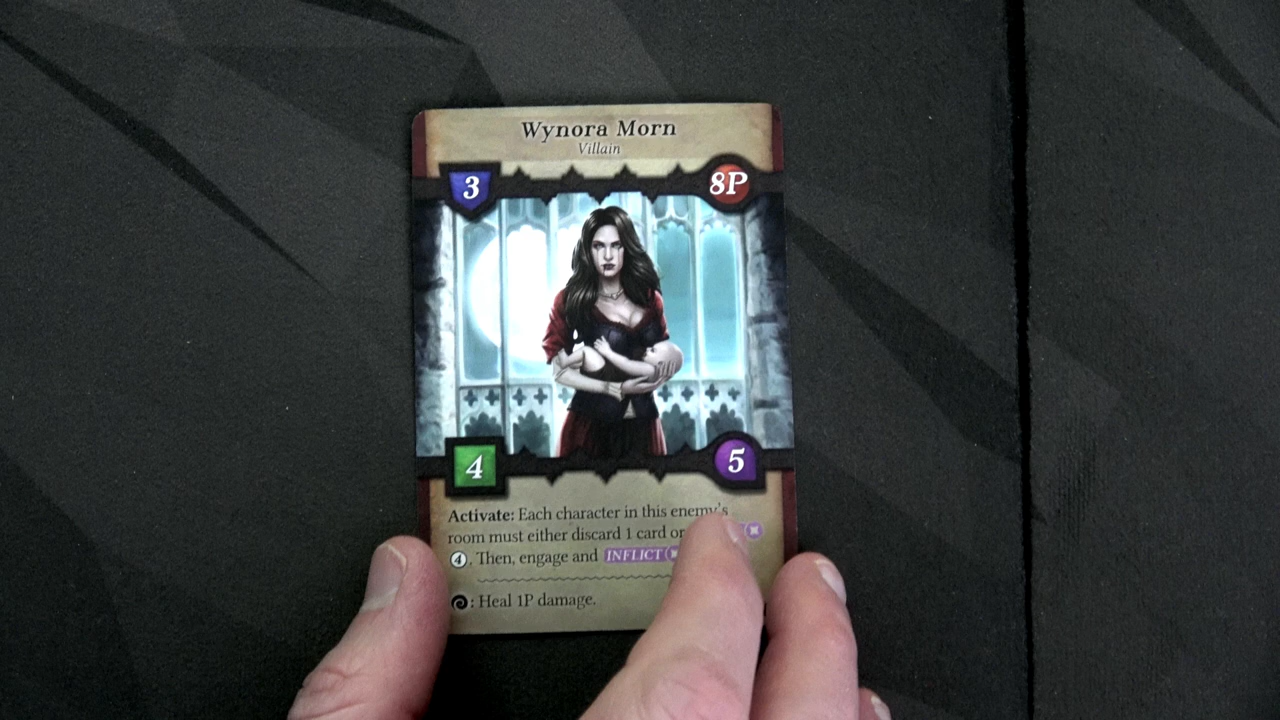 Wynora Morn
Villain
3
8P
4
5
Activate: Each character in this enemy's
room must either discard 1 card or
4. Then, engage and INFLICT
: Heal 1P damage.